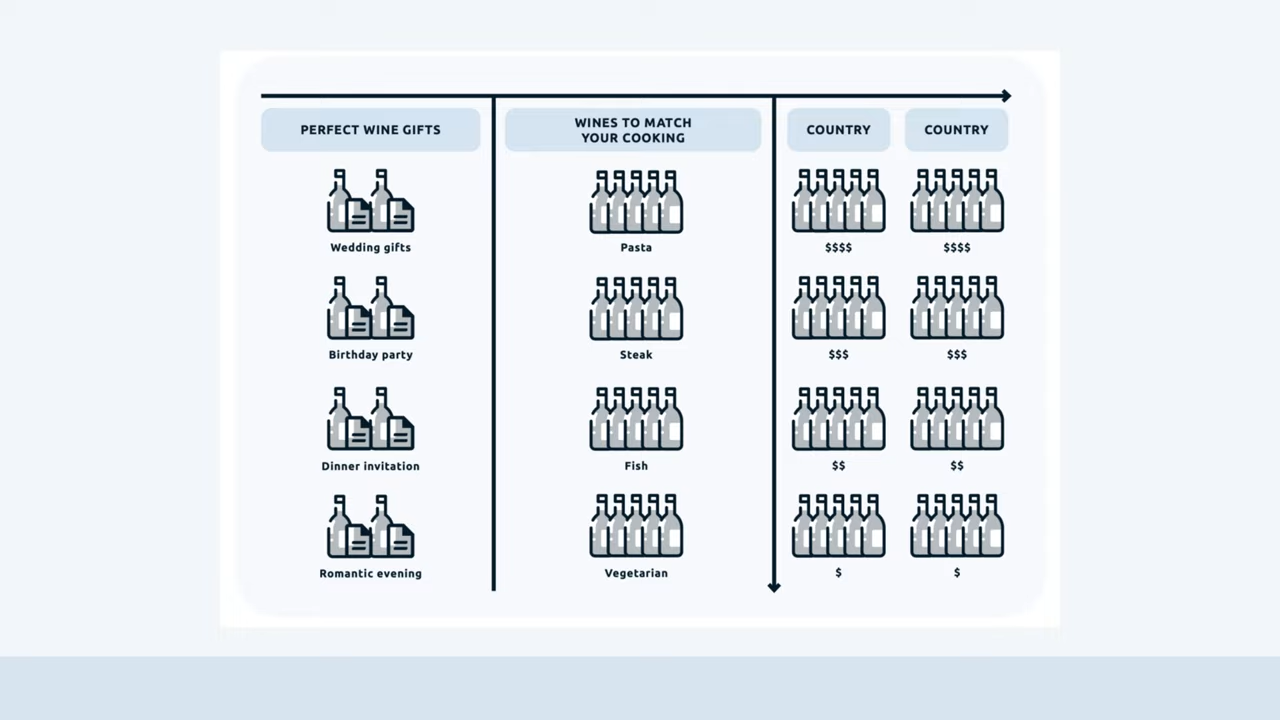 PERFECT WINE GIFTS
Wedding gifts
Birthday party
Dinner invitation
Romantic evening
WINES TO MATCH
YOUR COOKING
Pasta
Steak
Fish
Vegetarian
COUNTRY
$$$$
$$$
$$
$
COUNTRY
$$$$
$$$
$$
$